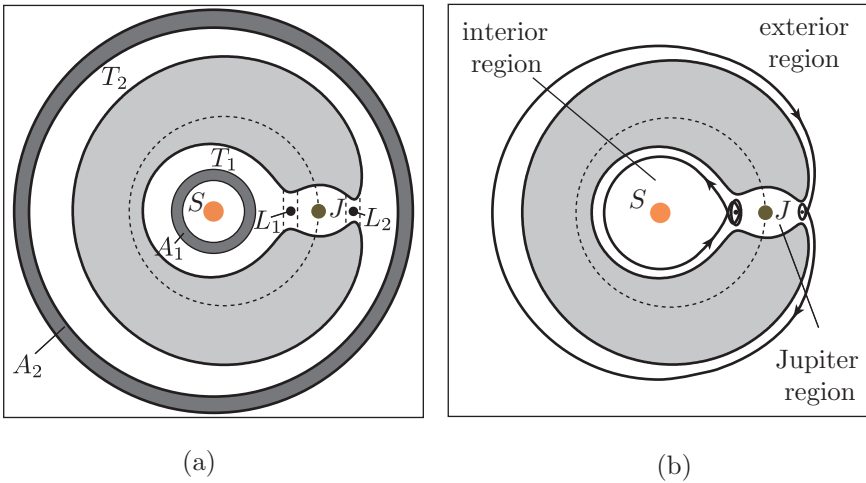 T₂
T₁
S
J
L₁
L₂
A₁
A₂
(a)
interior
region
exterior
region
S
J
Jupiter
region
(b)